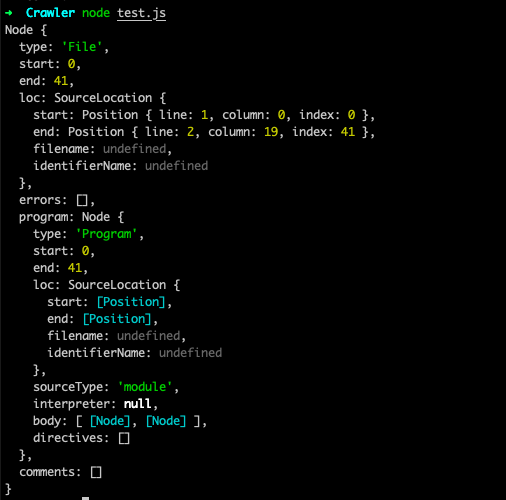 ➜  Crawler node test.js
Node {
  type: 'File',
  start: 0,
  end: 41,
  loc: SourceLocation {
    start: Position { line: 1, column: 0, index: 0 },
    end: Position { line: 2, column: 19, index: 41 },
    filename: undefined,
    identifierName: undefined
  },
  errors: [],
  program: Node {
    type: 'Program',
    start: 0,
    end: 41,
    loc: SourceLocation {
      start: [Position],
      end: [Position],
      filename: undefined,
      identifierName: undefined
    },
    sourceType: 'module',
    interpreter: null,
    body: [ [Node], [Node] ],
    directives: []
  },
  comments: []
}